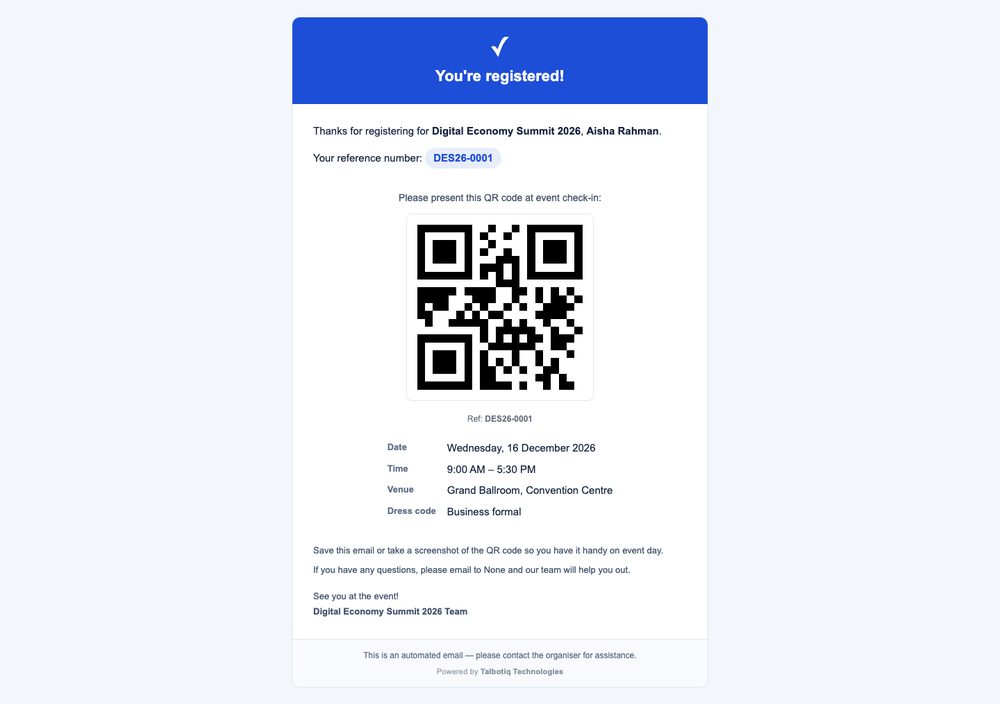 You're registered!
Thanks for registering for Digital Economy Summit 2026, Aisha Rahman.
Your reference number: DES26-0001
Please present this QR code at event check-in:
Ref: DES26-0001
Date Wednesday, 16 December 2026
Time 9:00 AM – 5:30 PM
Venue Grand Ballroom, Convention Centre
Dress code Business formal
Save this email or take a screenshot of the QR code so you have it handy on event day.
If you have any questions, please email to None and our team will help you out.
See you at the event!
Digital Economy Summit 2026 Team
This is an automated email — please contact the organiser for assistance.
Powered by Talbotiq Technologies